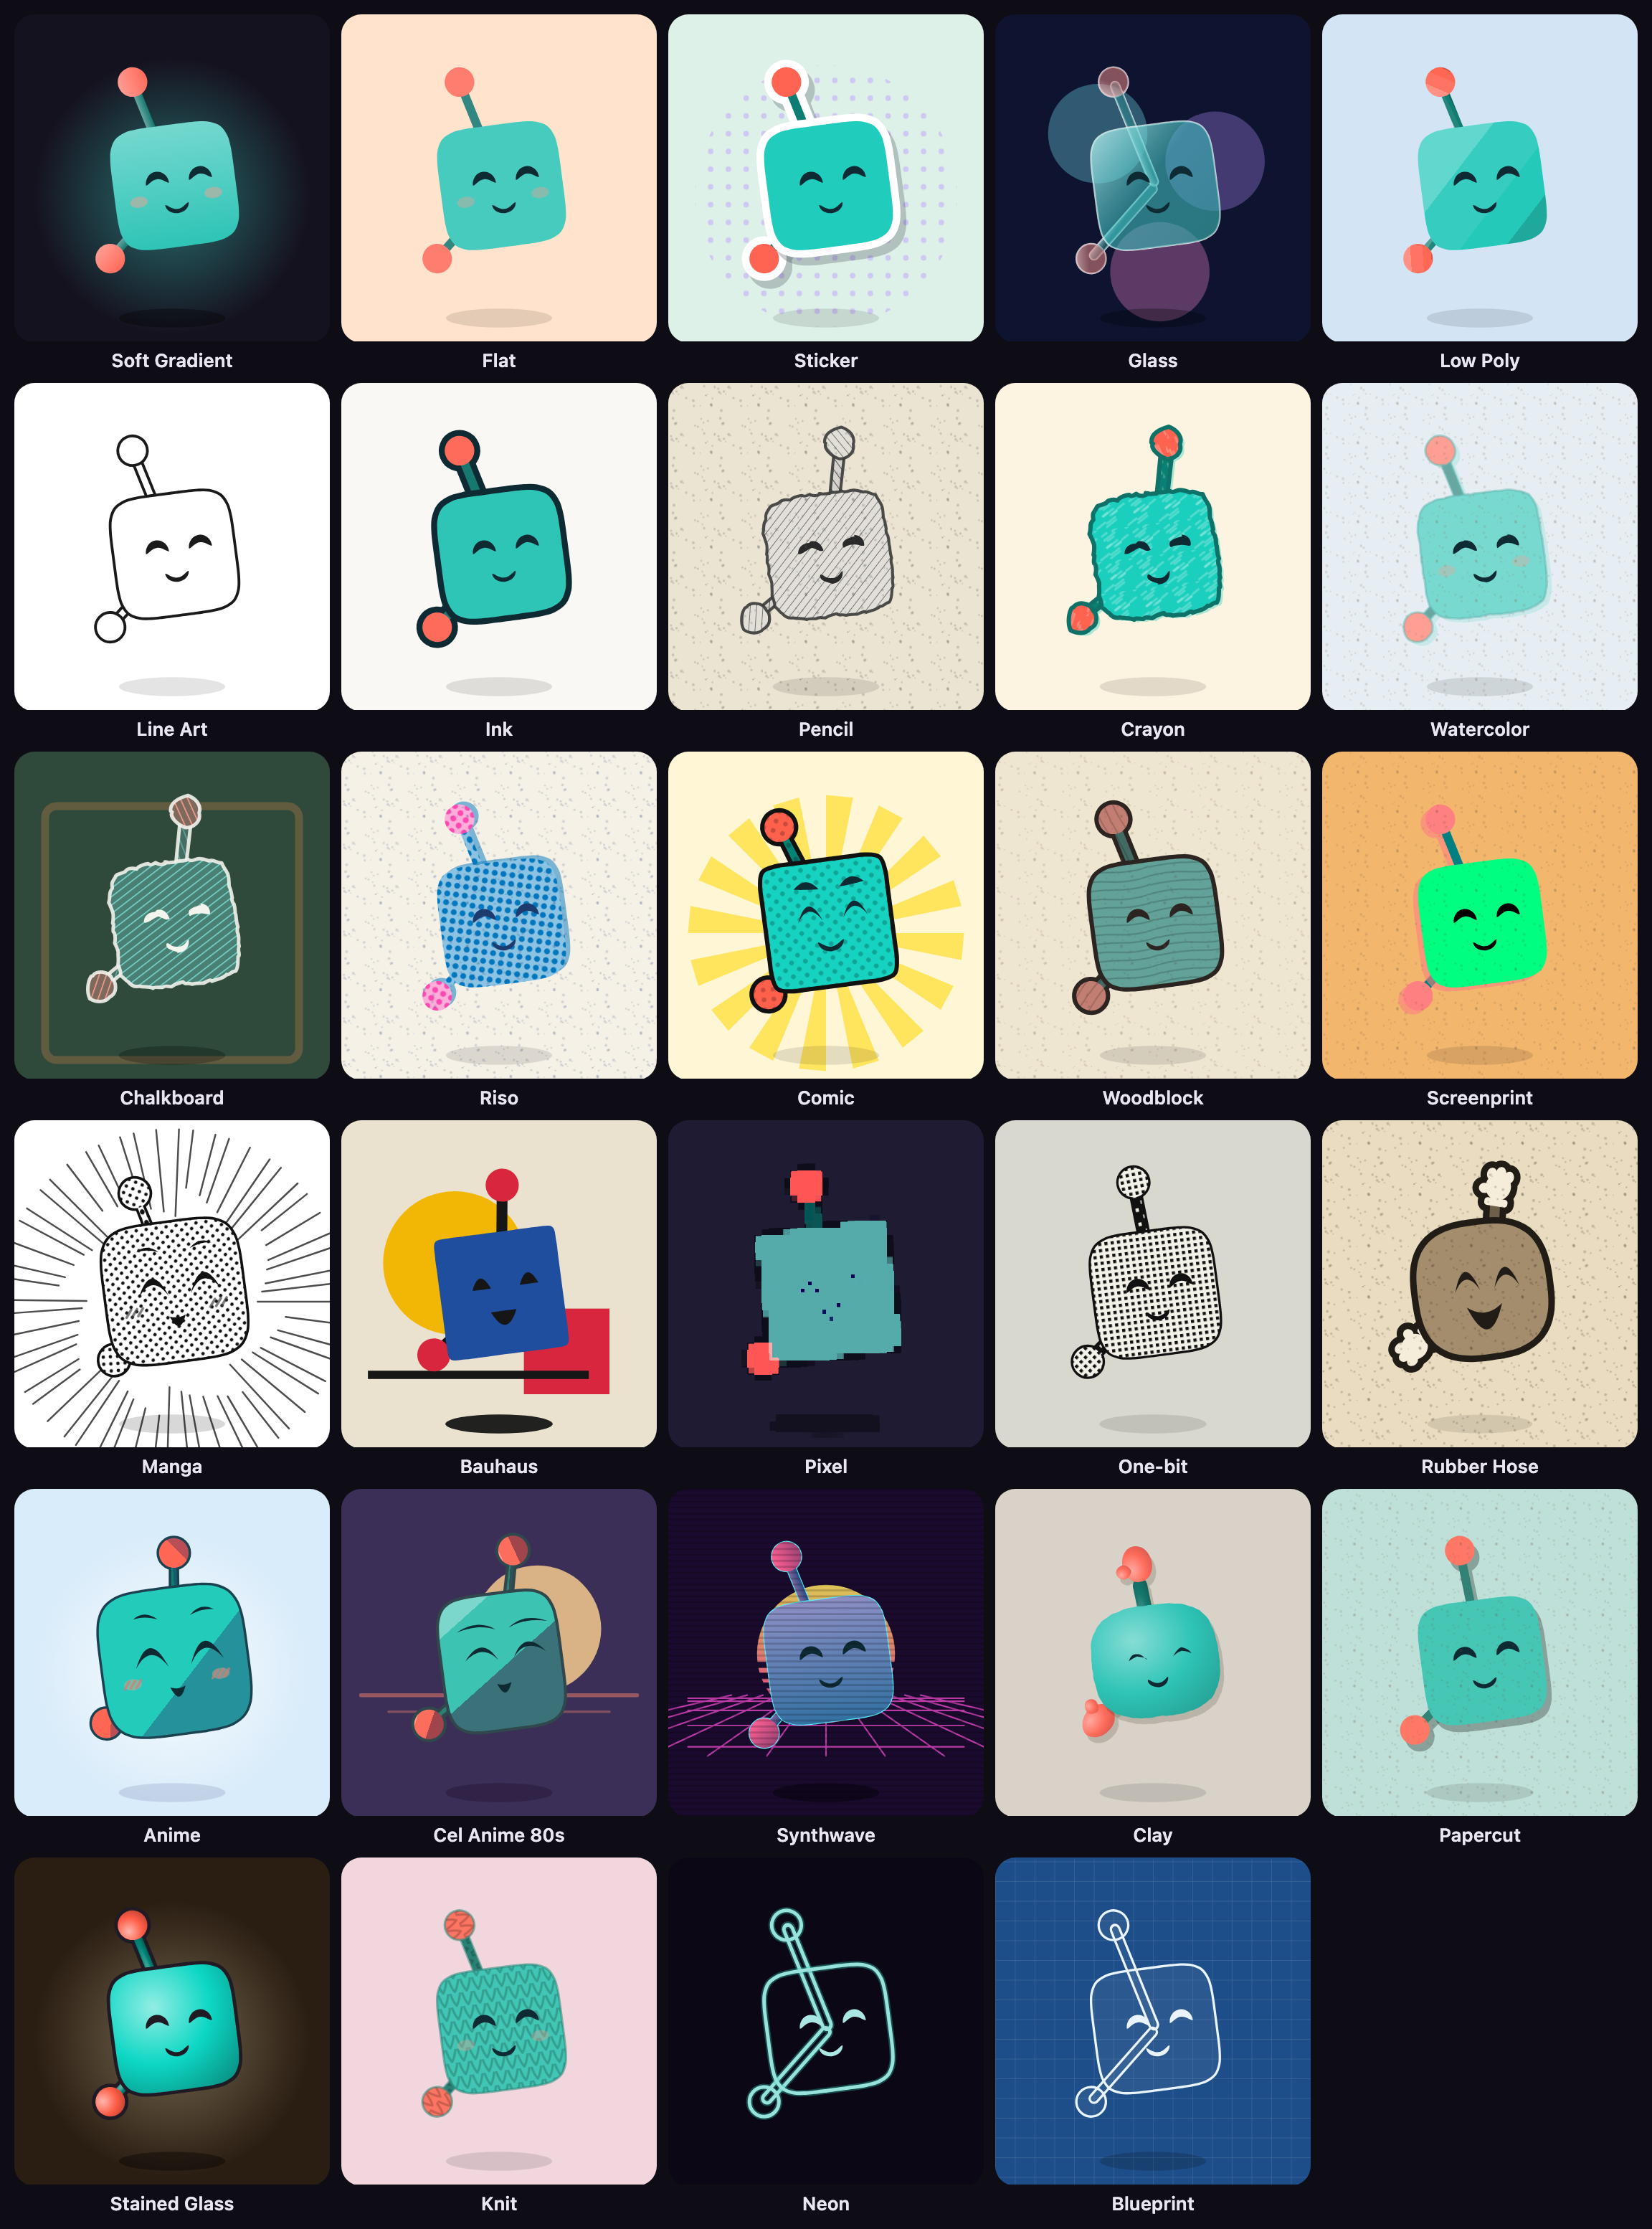 Soft Gradient
Flat
Sticker
Glass
Low Poly
Line Art
Ink
Pencil
Crayon
Watercolor
Chalkboard
Riso
Comic
Woodblock
Screenprint
Manga
Bauhaus
Pixel
One-bit
Rubber Hose
Anime
Cel Anime 80s
Synthwave
Clay
Papercut
Stained Glass
Knit
Neon
Blueprint